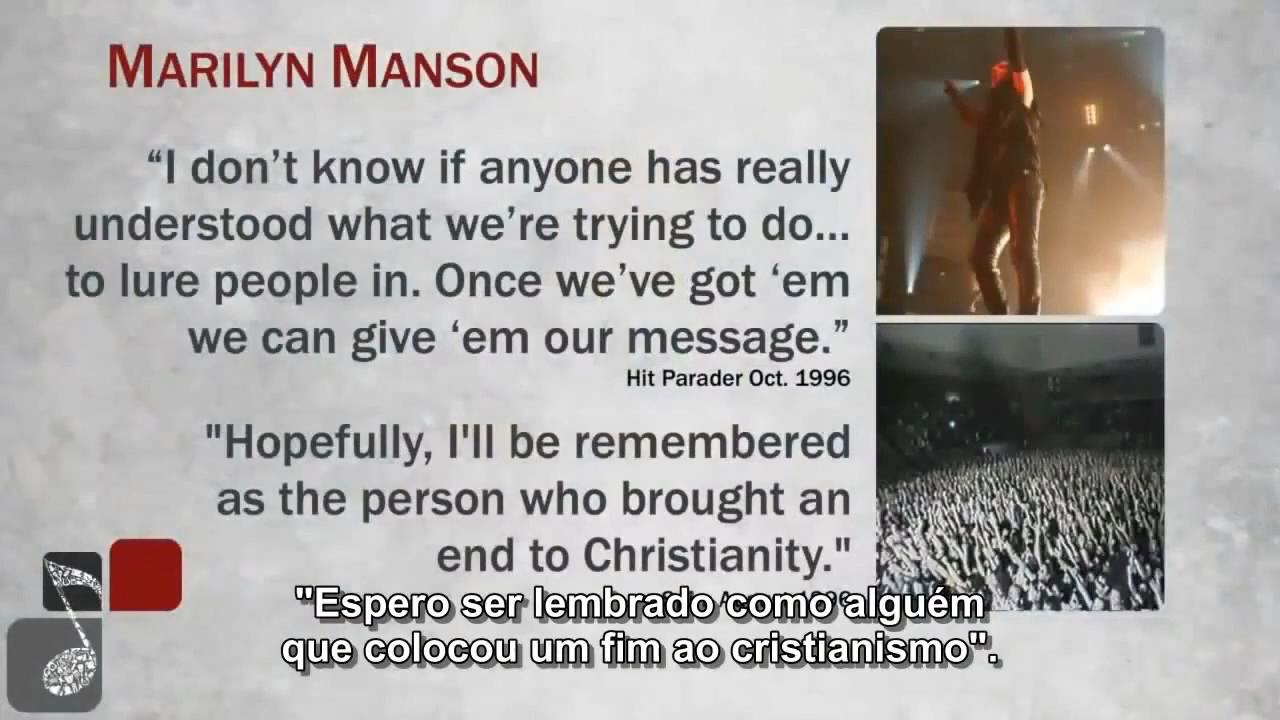 MARILYN MANSON
“I don’t know if anyone has really
understood what we’re trying to do...
to lure people in. Once we’ve got ‘em
we can give ‘em our message.”
Hit Parader Oct. 1996
"Hopefully, I'll be remembered
as the person who brought an
end to Christianity."
"Espero ser lembrado como alguém
que colocou um fim ao cristianismo".